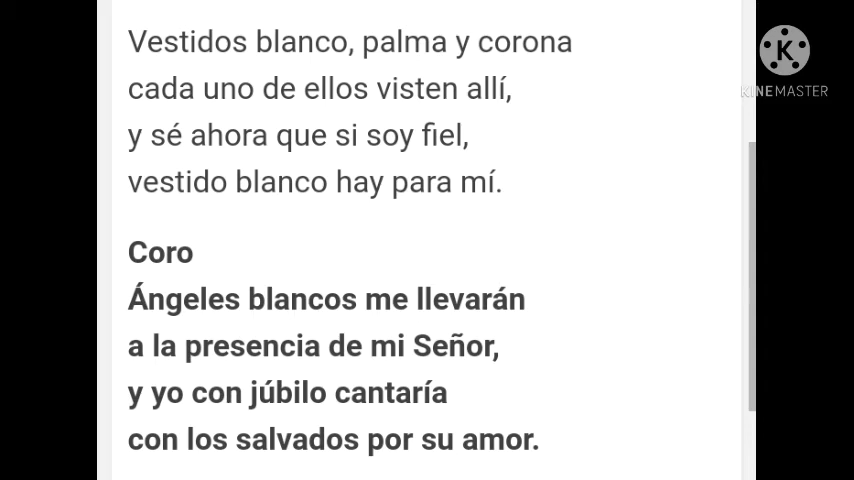 Vestidos blanco, palma y corona
cada uno de ellos visten allí,
y sé ahora que si soy fiel,
vestido blanco hay para mí.
Coro
Ángeles blancos me llevarán
a la presencia de mi Señor,
y yo con júbilo cantaría
con los salvados por su amor.
K
KINEMASTER